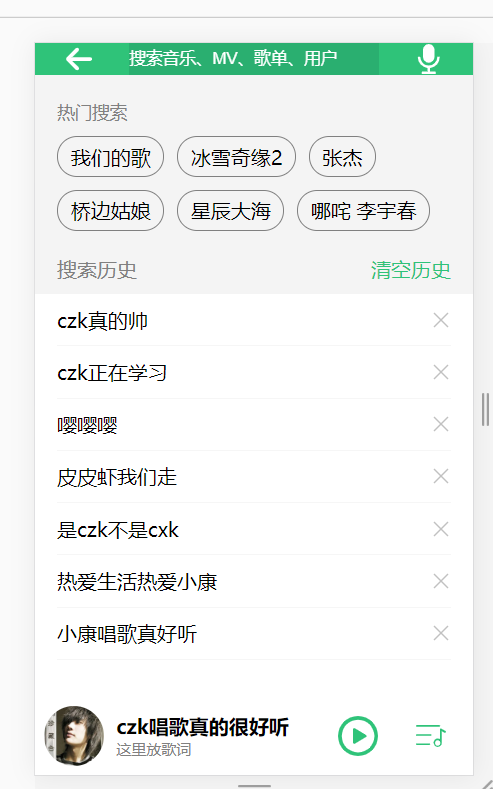 搜索音乐、MV、歌单、用户
热门搜索
我们的歌 冰雪奇缘2 张杰
桥边姑娘 星辰大海 哪咤 李宇春
搜索历史 清空历史
czk真的帅
czk正在学习
嘤嘤嘤
皮皮虾我们走
是czk不是cxk
热爱生活热爱小康
小康唱歌真好听
czk唱歌真的很好听
这里放歌词